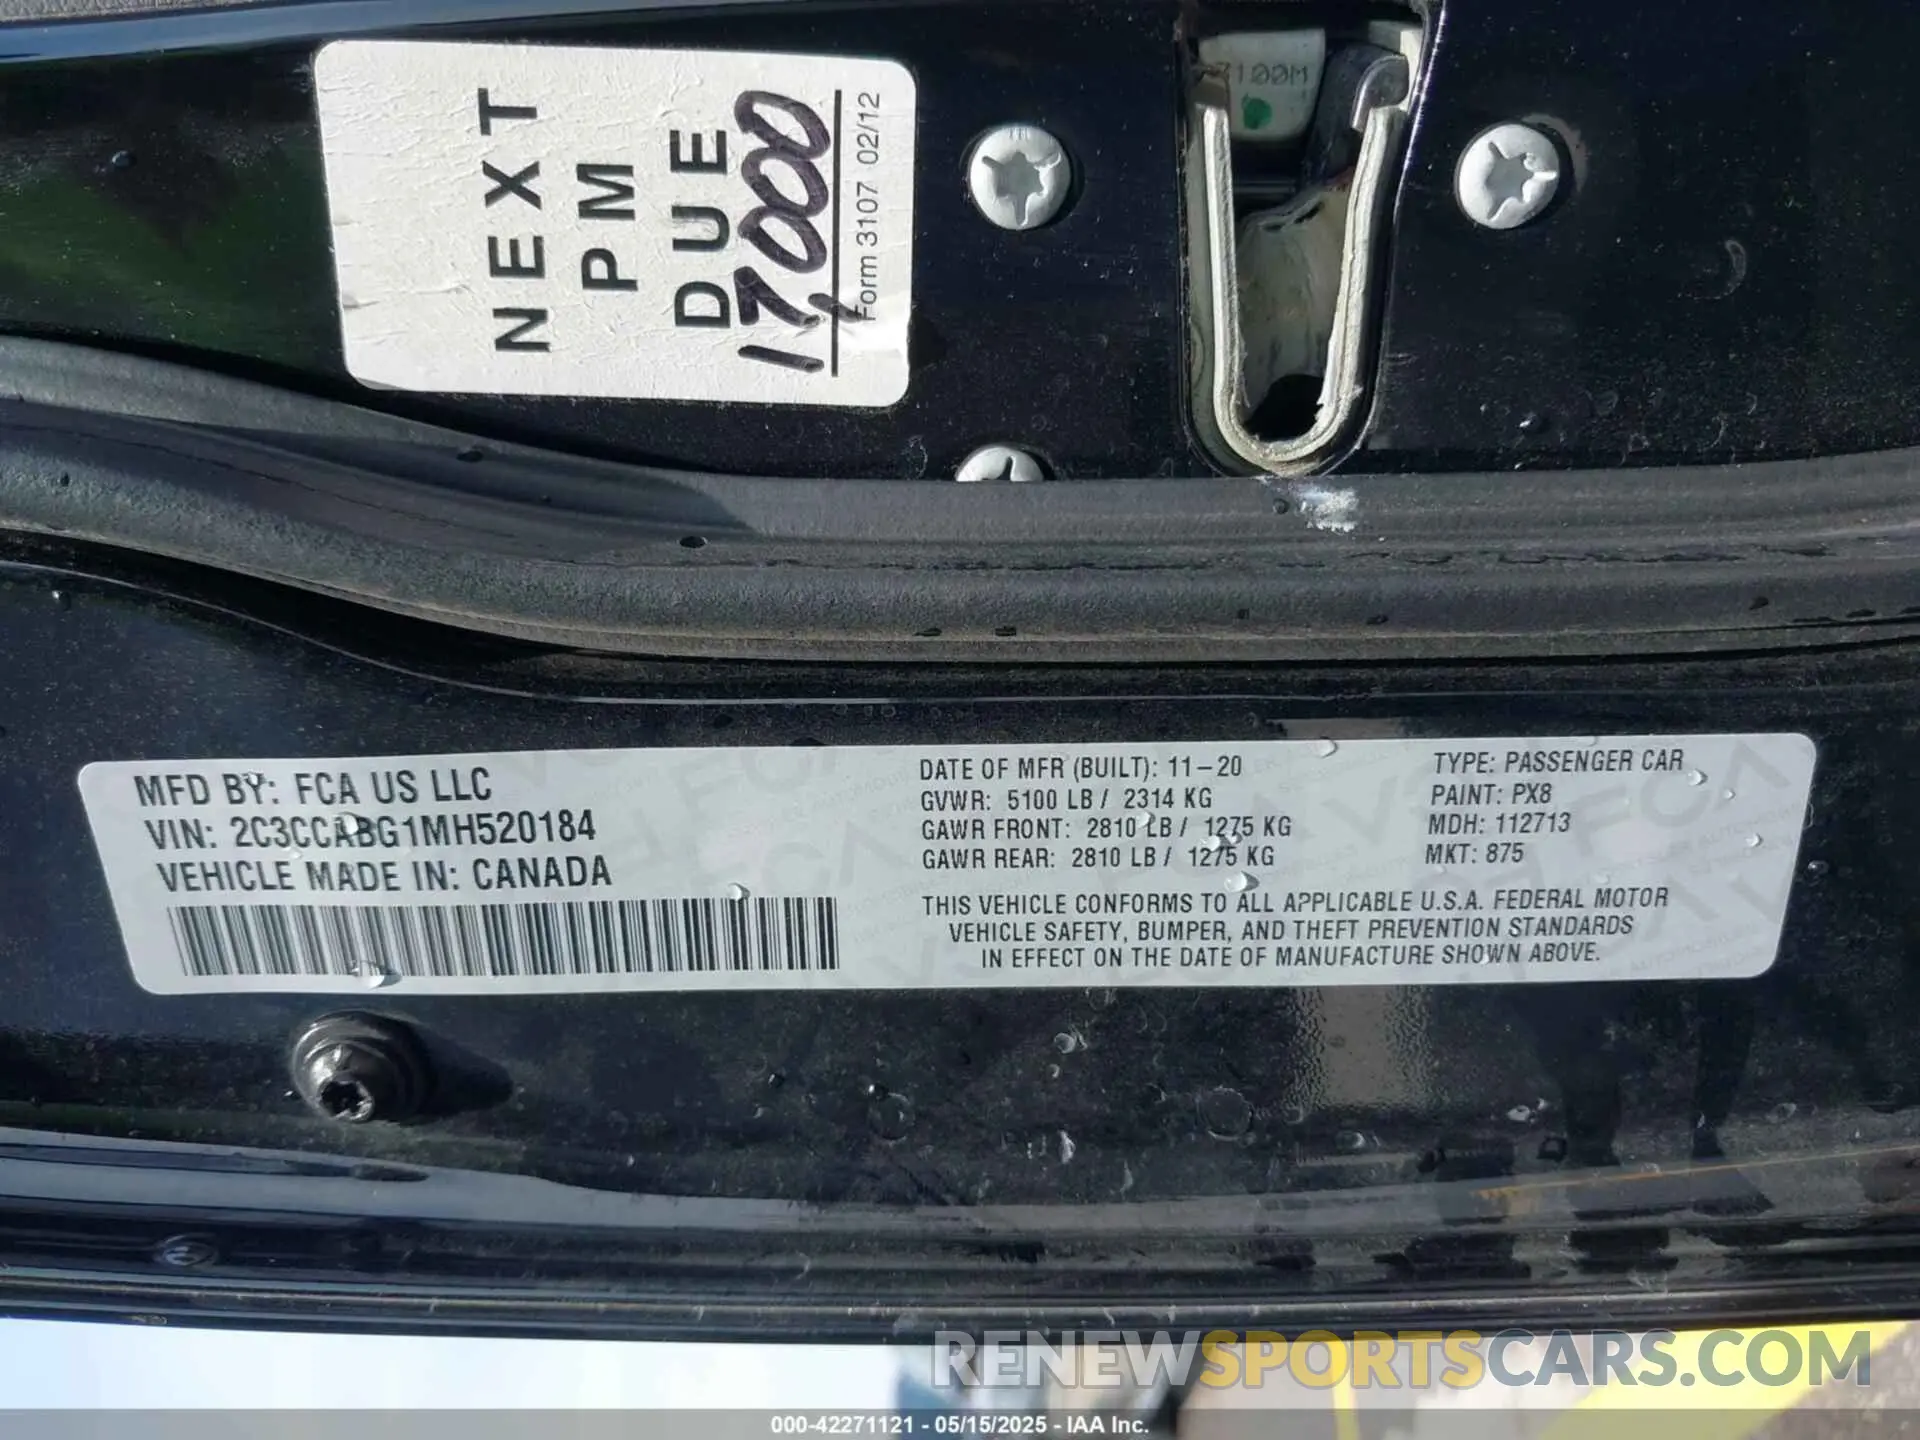 NEXT
PM
DUE
17,000
Form 3107 02/12
7100M
MFD BY: FCA US LLC
VIN: 2C3CCABG1MH520184
VEHICLE MADE IN: CANADA
DATE OF MFR (BUILT): 11-20
GVWR: 5100 LB / 2314 KG
GAWR FRONT: 2810 LB / 1275 KG
GAWR REAR: 2810 LB / 1275 KG
TYPE: PASSENGER CAR
PAINT: PX8
MDH: 112713
MKT: 875
THIS VEHICLE CONFORMS TO ALL APPLICABLE U.S.A. FEDERAL MOTOR
VEHICLE SAFETY, BUMPER, AND THEFT PREVENTION STANDARDS
IN EFFECT ON THE DATE OF MANUFACTURE SHOWN ABOVE.
RENEWSPORTSCARS.COM
000-42271121 - 05/15/2025 - IAA Inc.